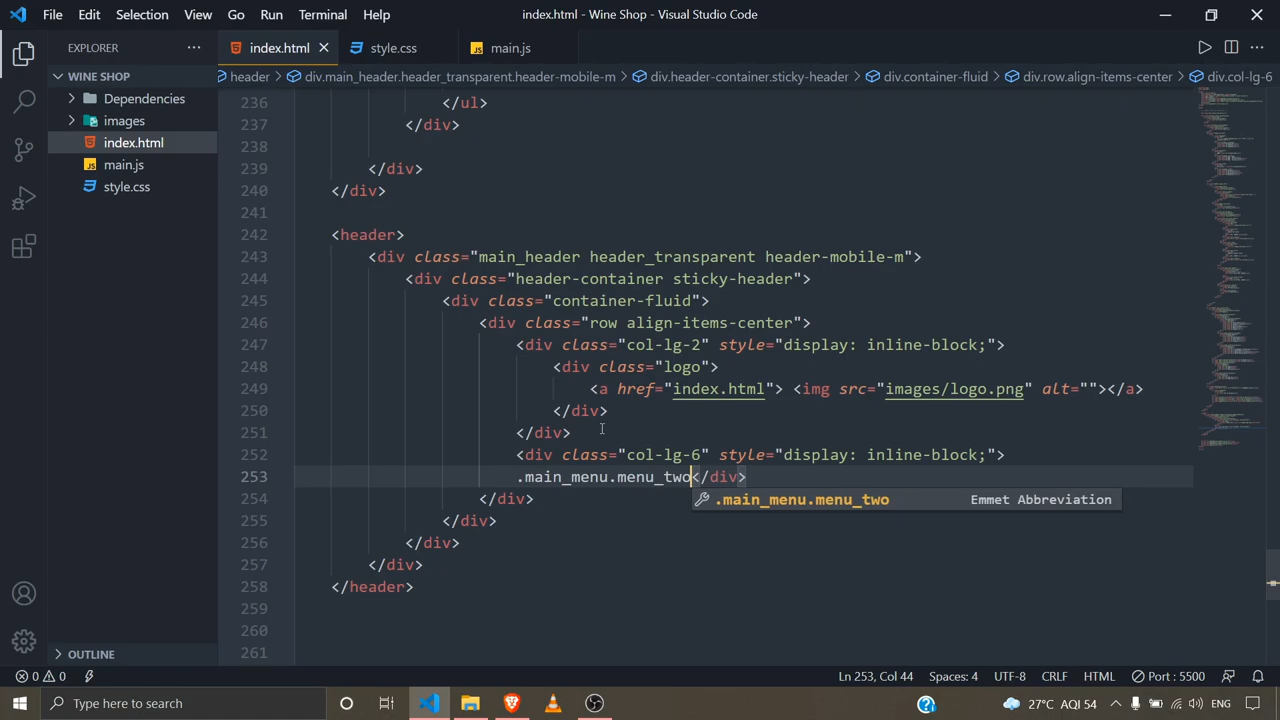 File Edit Selection View Go Run Terminal Help index.html - Wine Shop - Visual Studio Code
EXPLORER ··· index.html style.css JS main.js ···
WINE SHOP header div.main_header.header_transparent.header-mobile-m div.header-container.sticky-header div.container-fluid div.row.align-items-center div.col-lg-6
Dependencies
images
index.html
JS main.js
style.css
236 </ul>
237 </div>
238
239 </div>
240 </div>
241
242 <header>
243 <div class="main_header header_transparent header-mobile-m">
244 <div class="header-container sticky-header">
245 <div class="container-fluid">
246 <div class="row align-items-center">
247 <div class="col-lg-2" style="display: inline-block;">
248 <div class="logo">
249 <a href="index.html"> <img src="images/logo.png" alt=""></a>
250 </div>
251 </div>
252 <div class="col-lg-6" style="display: inline-block;">
253 .main_menu.menu_two</div>
254 </div>
.main_menu.menu_two Emmet Abbreviation
255 </div>
256 </div>
257 </div>
258 </header>
259
260
261
OUTLINE
0 0 Ln 253, Col 44 Spaces: 4 UTF-8 CRLF HTML Port : 5500
Type here to search 27°C AQI 54 ENG